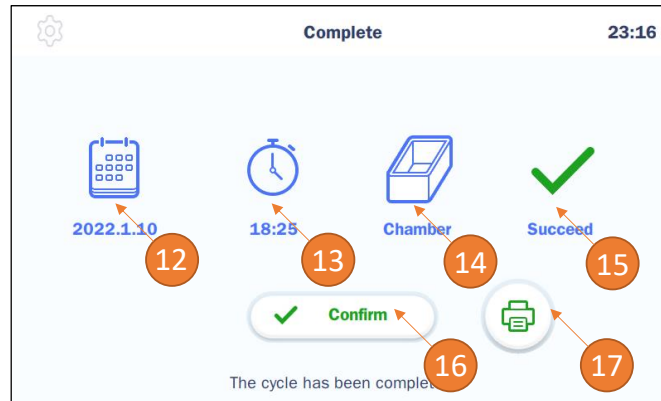 Complete
23:16
2022.1.10
18:25
Chamber
Succeed
12
13
14
15
Confirm
16
17
The cycle has been